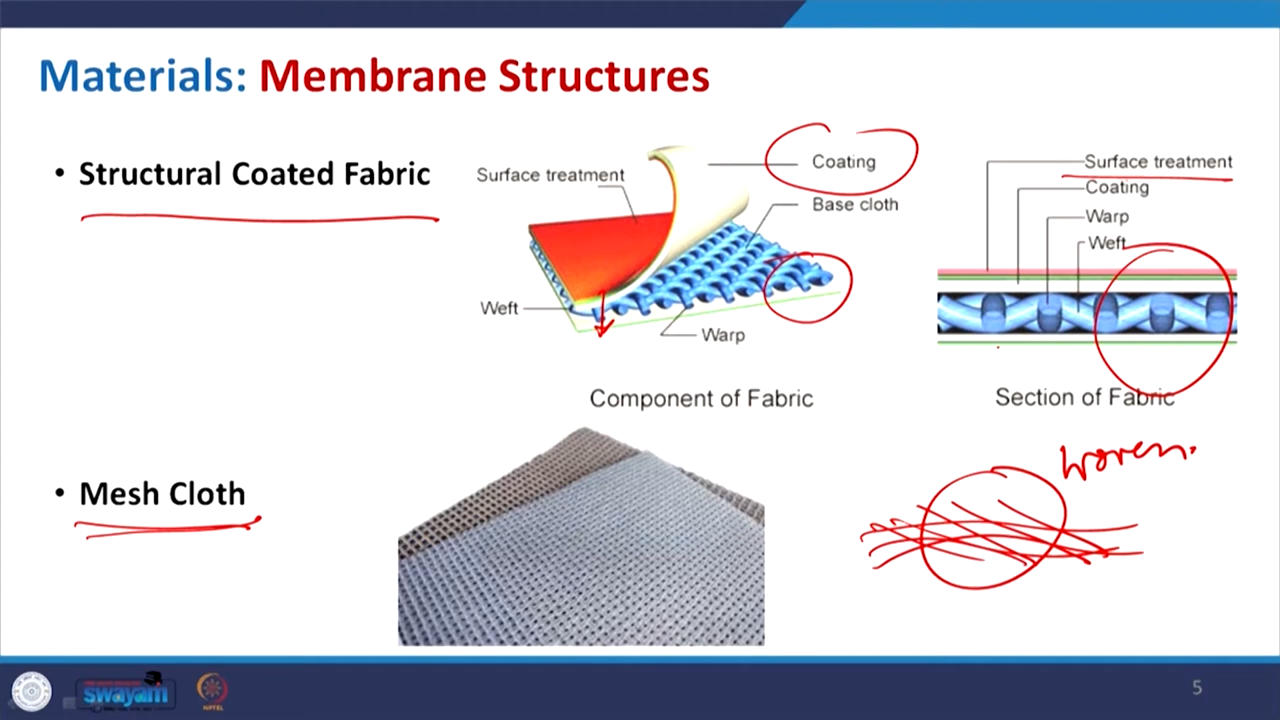 Materials: Membrane Structures
• Structural Coated Fabric
Surface treatment
Coating
Base cloth
Weft
Warp
Component of Fabric
Surface treatment
Coating
Warp
Weft
Section of Fabric
• Mesh Cloth
Woven.
swayam
NPTEL
5